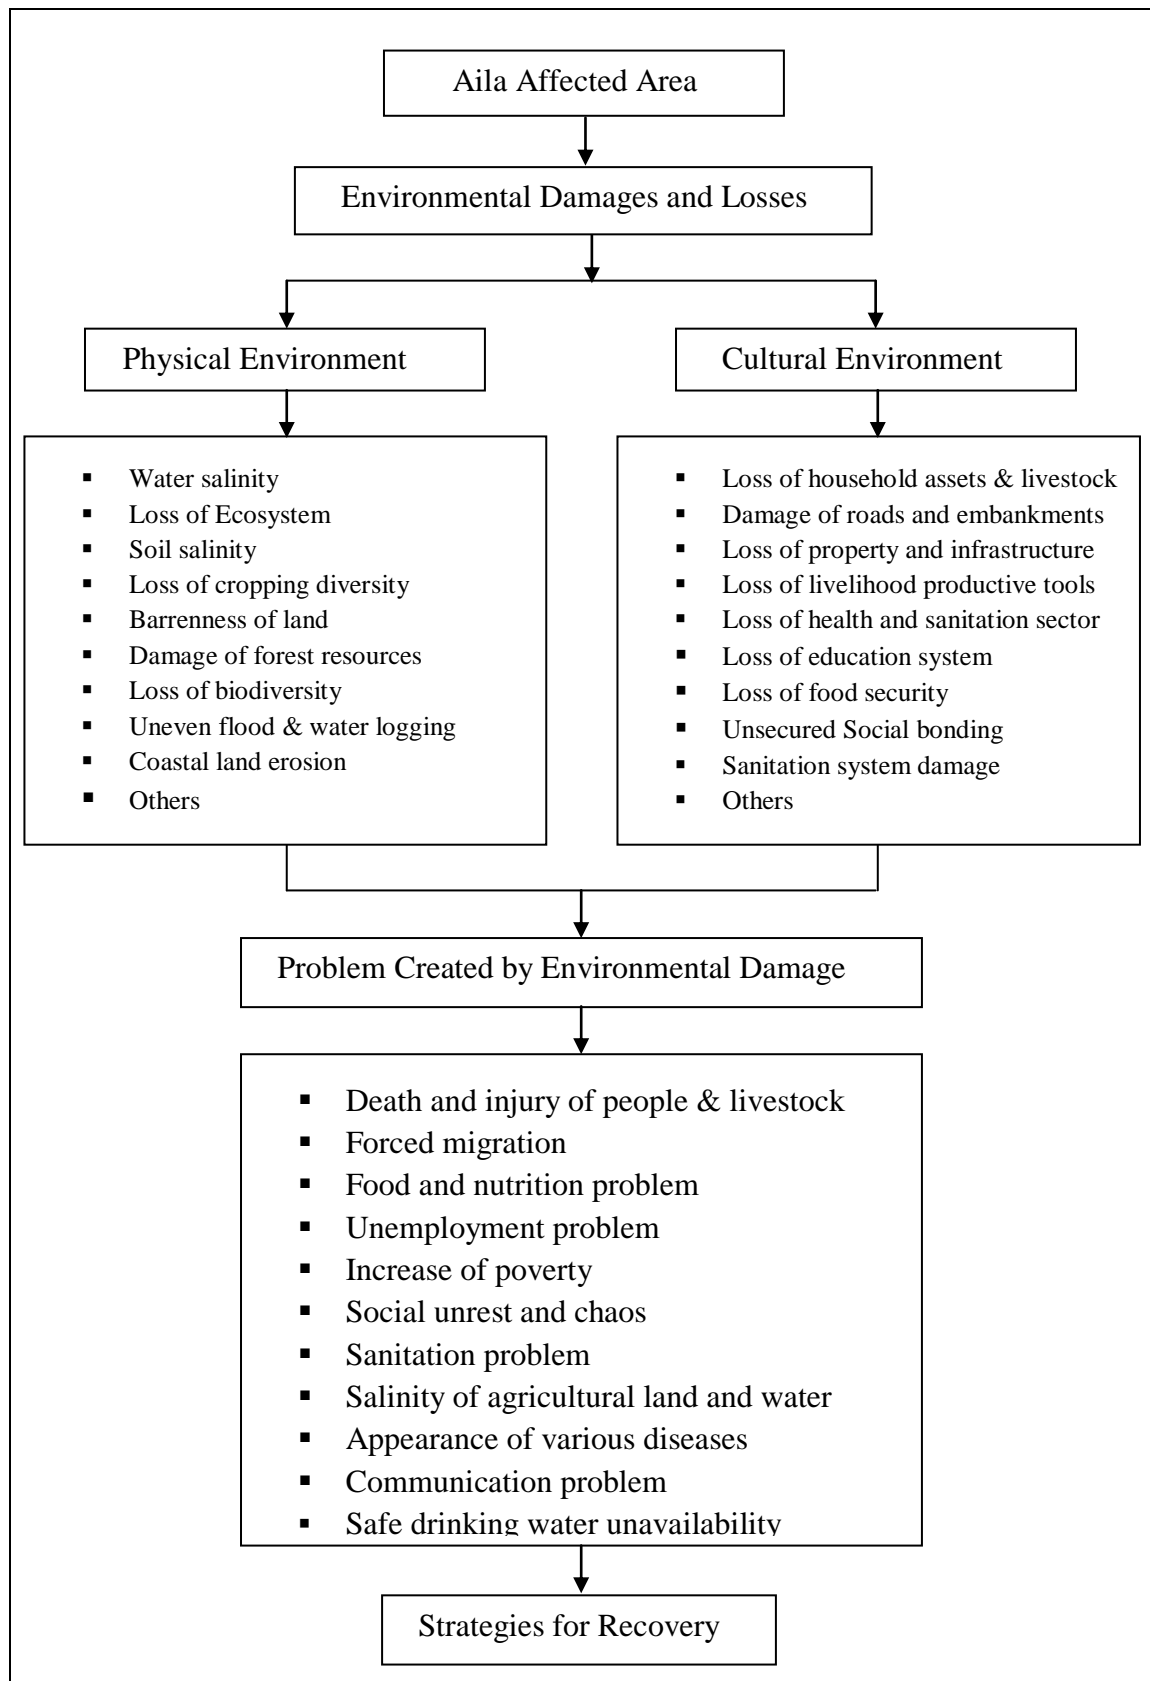 Aila Affected Area
Environmental Damages and Losses
Physical Environment
Cultural Environment
▪ Water salinity
▪ Loss of Ecosystem
▪ Soil salinity
▪ Loss of cropping diversity
▪ Barrenness of land
▪ Damage of forest resources
▪ Loss of biodiversity
▪ Uneven flood & water logging
▪ Coastal land erosion
▪ Others
▪ Loss of household assets & livestock
▪ Damage of roads and embankments
▪ Loss of property and infrastructure
▪ Loss of livelihood productive tools
▪ Loss of health and sanitation sector
▪ Loss of education system
▪ Loss of food security
▪ Unsecured Social bonding
▪ Sanitation system damage
▪ Others
Problem Created by Environmental Damage
▪ Death and injury of people & livestock
▪ Forced migration
▪ Food and nutrition problem
▪ Unemployment problem
▪ Increase of poverty
▪ Social unrest and chaos
▪ Sanitation problem
▪ Salinity of agricultural land and water
▪ Appearance of various diseases
▪ Communication problem
▪ Safe drinking water unavailability
Strategies for Recovery